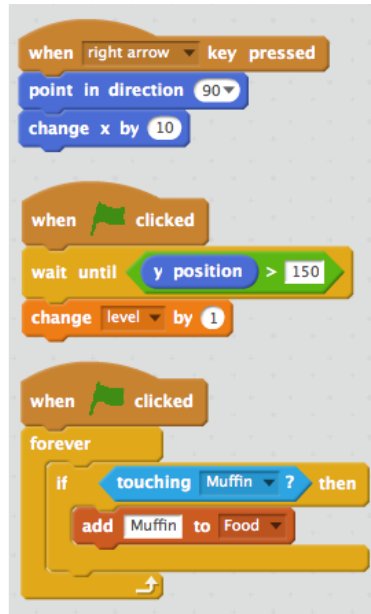 when right arrow key pressed
point in direction 90
change x by 10
when clicked
wait until y position > 150
change level by 1
when clicked
forever
if touching Muffin ? then
add Muffin to Food